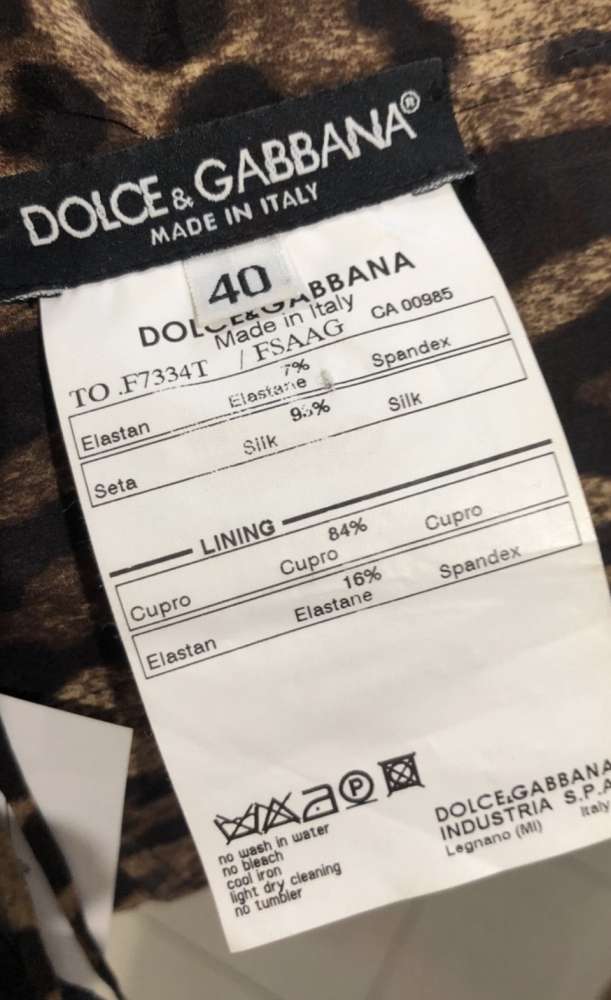 DOLCE & GABBANA®
MADE IN ITALY
40
DOLCE&GABBANA
Made in Italy
TO .F7334T / FSAAG CA 00985
7%
Elastan Elastane Spandex
Seta Silk Silk
LINING
84%
Cupro Cupro Cupro
16%
Elastan Elastane Spandex
P
no wash in water
no bleach
cool iron
light dry cleaning
no tumbler
DOLCE&GABBANA
INDUSTRIA S.P.A
Legnano (MI) Italy